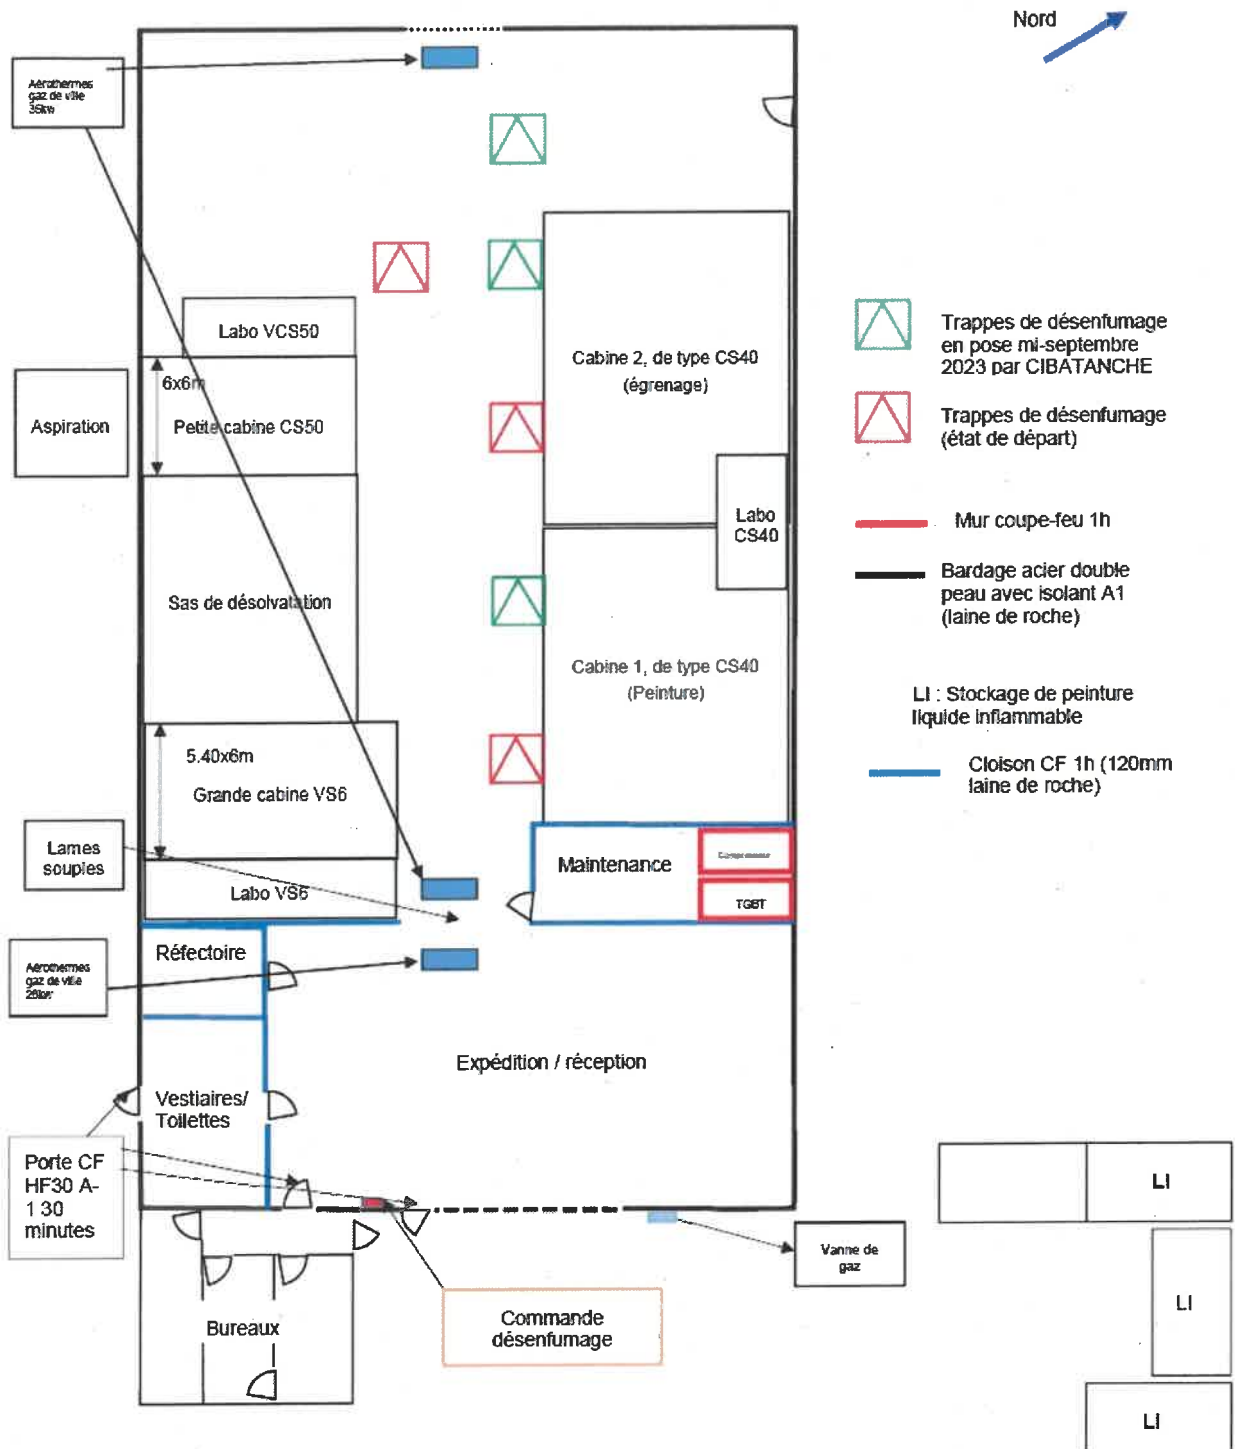 Nord
Aérothermes
gaz de ville
35kw
Labo VCS50
6x6m
Petite cabine CS50
Aspiration
Cabine 2, de type CS40
(égrenage)
Labo
CS40
Sas de désolvatation
Cabine 1, de type CS40
(Peinture)
5.40x6m
Grande cabine VS6
Lames
souples
Labo VS6
Maintenance
Compresseur
TGBT
Réfectoire
Aérothermes
gaz de ville
26kw
Expédition / réception
Vestiaires/
Toilettes
Porte CF
HF30 A-
1 30
minutes
Bureaux
Commande
désenfumage
Vanne de
gaz
Trappes de désenfumage
en pose mi-septembre
2023 par CIBATANCHE
Trappes de désenfumage
(état de départ)
Mur coupe-feu 1h
Bardage acier double
peau avec isolant A1
(laine de roche)
LI : Stockage de peinture
liquide inflammable
Cloison CF 1h (120mm
laine de roche)
LI
LI
LI